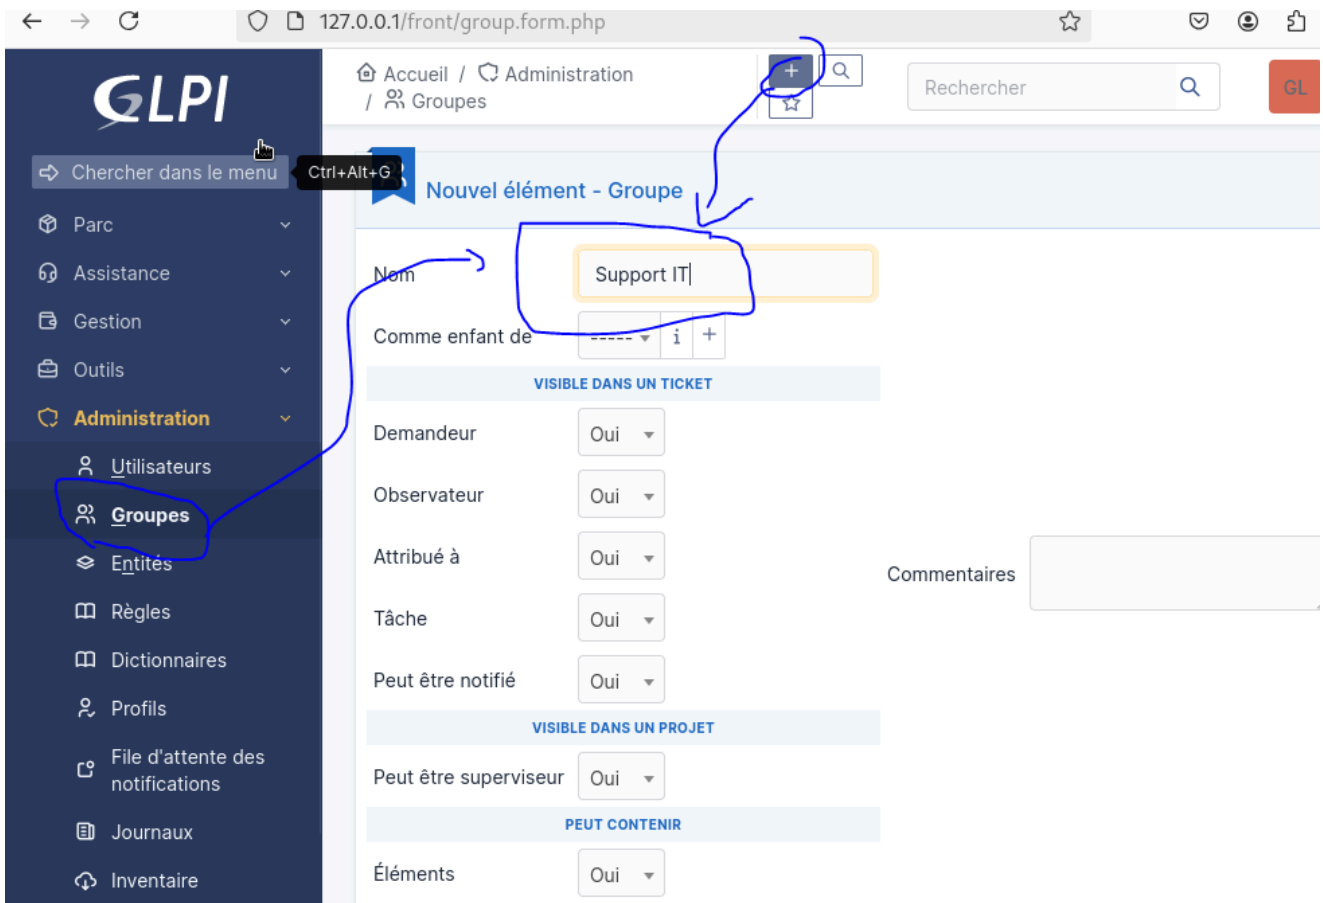 127.0.0.1/front/group.form.php
GLPI
Accueil / Administration
/ Groupes
Rechercher
GL
Chercher dans le menu
Ctrl+Alt+G
Nouvel élément - Groupe
Parc
Assistance
Gestion
Outils
Administration
Utilisateurs
Groupes
Entités
Règles
Dictionnaires
Profils
File d'attente des
notifications
Journaux
Inventaire
Nom
Support IT
Comme enfant de
----- i +
VISIBLE DANS UN TICKET
Demandeur
Oui
Observateur
Oui
Attribué à
Oui
Tâche
Oui
Peut être notifié
Oui
VISIBLE DANS UN PROJET
Peut être superviseur
Oui
PEUT CONTENIR
Éléments
Oui
Commentaires